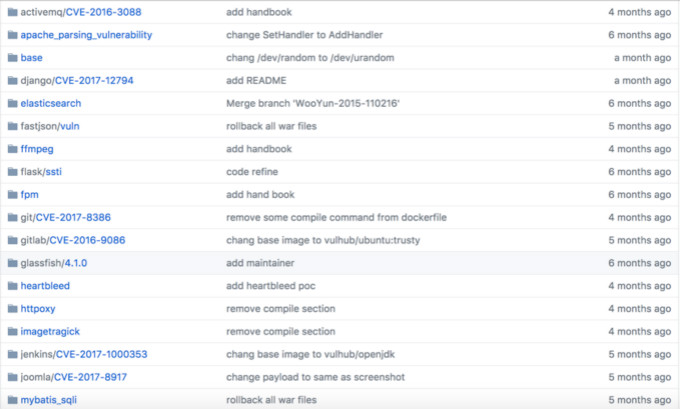 activemq/CVE-2016-3088 add handbook 4 months ago
apache_parsing_vulnerability change SetHandler to AddHandler 6 months ago
base chang /dev/random to /dev/urandom a month ago
django/CVE-2017-12794 add README a month ago
elasticsearch Merge branch 'WooYun-2015-110216' 6 months ago
fastjson/vuln rollback all war files 5 months ago
ffmpeg add handbook 4 months ago
flask/ssti code refine 6 months ago
fpm add hand book 6 months ago
git/CVE-2017-8386 remove some compile command from dockerfile 4 months ago
gitlab/CVE-2016-9086 chang base image to vulhub/ubuntu:trusty 5 months ago
glassfish/4.1.0 add maintainer 6 months ago
heartbleed add heartbleed poc 4 months ago
httpoxy remove compile section 4 months ago
imagetragick remove compile section 4 months ago
jenkins/CVE-2017-1000353 chang base image to vulhub/openjdk 5 months ago
joomla/CVE-2017-8917 change payload to same as screenshot 5 months ago
mybatis_sqli rollback all war files 5 months ago